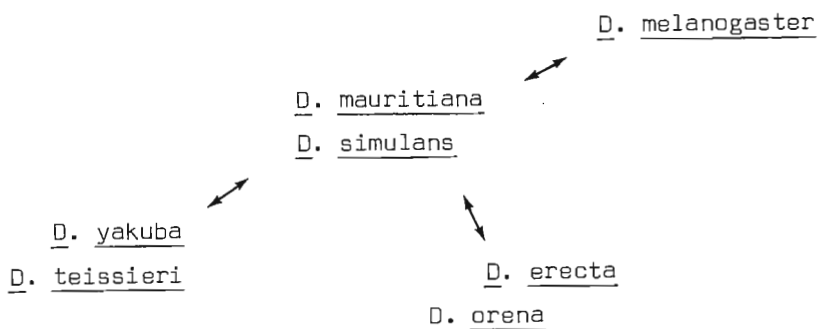 D. melanogaster
D. mauritiana
D. simulans
D. yakuba
D. teissieri
D. erecta
D. orena